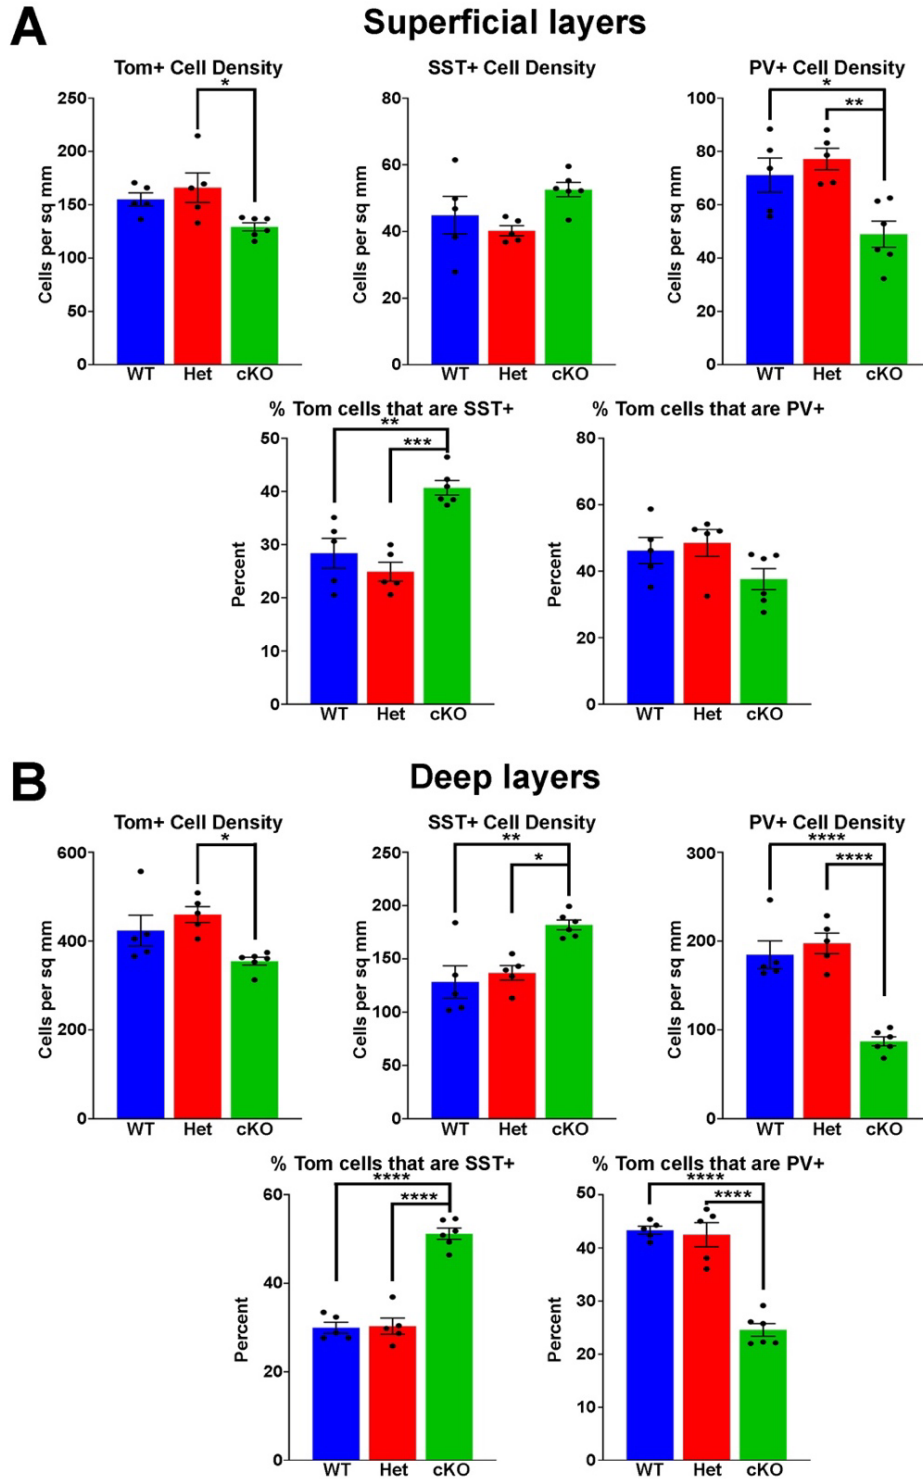 A
Superficial layers
Tom+ Cell Density
SST+ Cell Density
PV+ Cell Density
Cells per sq mm
250
200
150
100
50
0
*
WT Het cKO
Cells per sq mm
80
60
40
20
0
WT Het cKO
Cells per sq mm
100
80
60
40
20
0
*
**
WT Het cKO
% Tom cells that are SST+
% Tom cells that are PV+
Percent
50
40
30
20
10
0
**
***
WT Het cKO
Percent
80
60
40
20
0
WT Het cKO
B
Deep layers
Tom+ Cell Density
SST+ Cell Density
PV+ Cell Density
Cells per sq mm
600
400
200
0
*
WT Het cKO
Cells per sq mm
250
200
150
100
50
0
**
*
WT Het cKO
Cells per sq mm
300
200
100
0
****
****
WT Het cKO
% Tom cells that are SST+
% Tom cells that are PV+
Percent
60
40
20
0
****
****
WT Het cKO
Percent
50
40
30
20
10
0
****
****
WT Het cKO